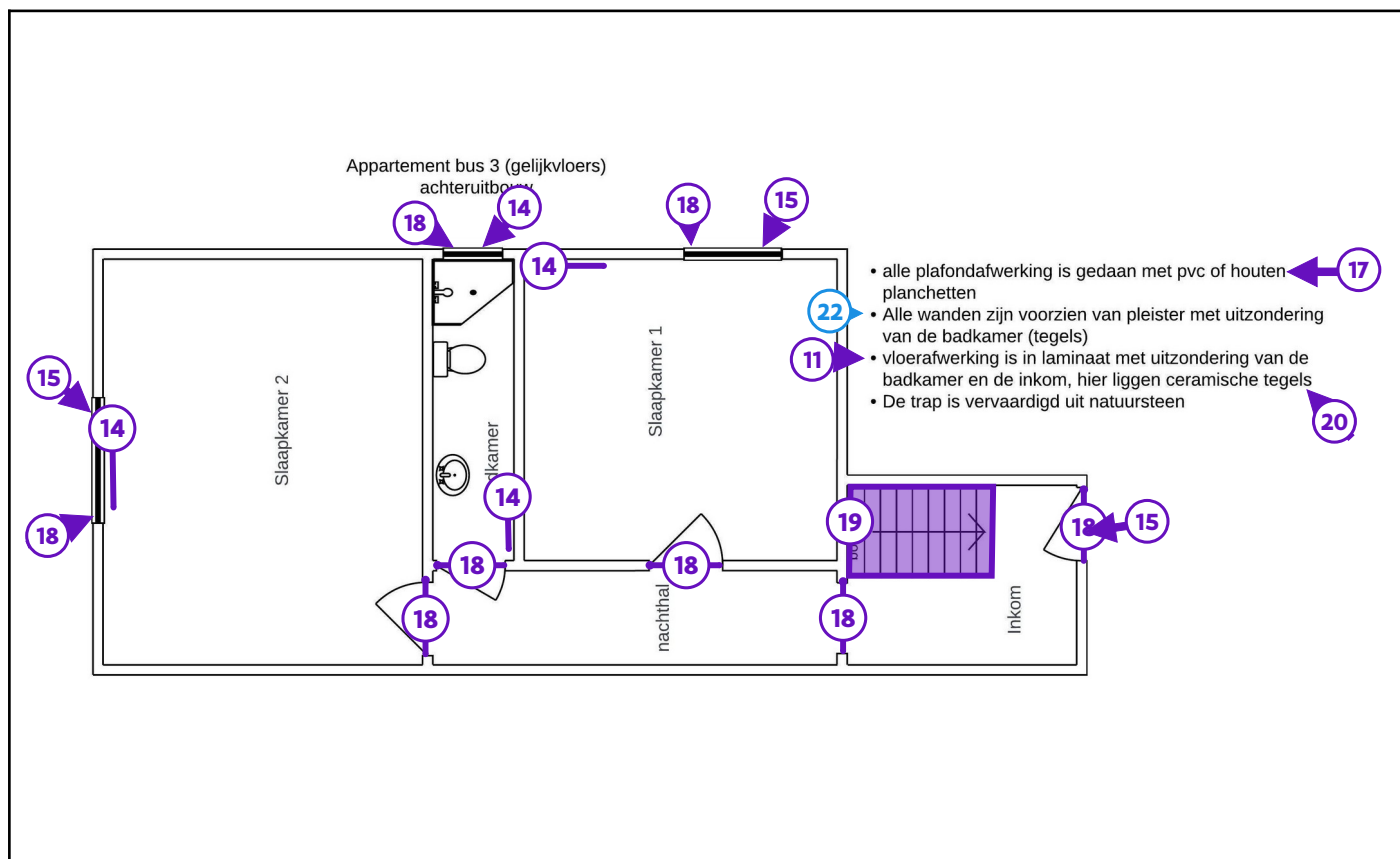 Appartement bus 3 (gelijkvloers)
achteruitbouw
18
14
18
15
14
• alle plafondafwerking is gedaan met pvc of houten
planchetten
17
22
• Alle wanden zijn voorzien van pleister met uitzondering
van de badkamer (tegels)
11
• vloerafwerking is in laminaat met uitzondering van de
badkamer en de inkom, hier liggen ceramische tegels
• De trap is vervaardigd uit natuursteen
20
15
14
18
Slaapkamer 2
dkamer
14
Slaapkamer 1
19
18
15
18
18
18
nachthal
18
Inkom